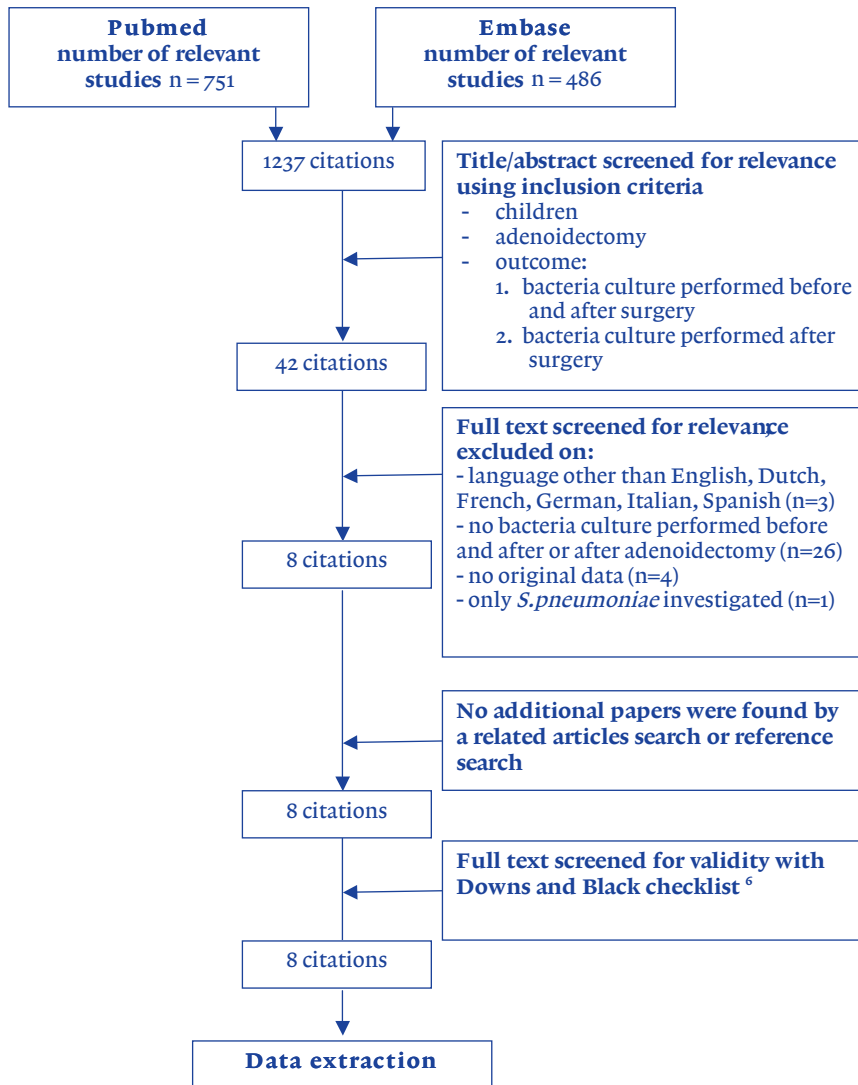 Pubmed
number of relevant
studies n = 751
Embase
number of relevant
studies n = 486
1237 citations
Title/abstract screened for relevance
using inclusion criteria
- children
- adenoidectomy
- outcome:
1. bacteria culture performed before
and after surgery
2. bacteria culture performed after
surgery
42 citations
Full text screened for relevance,
excluded on:
- language other than English, Dutch,
French, German, Italian, Spanish (n=3)
- no bacteria culture performed before
and after or after adenoidectomy (n=26)
- no original data (n=4)
- only S.pneumoniae investigated (n=1)
8 citations
No additional papers were found by
a related articles search or reference
search
8 citations
Full text screened for validity with
Downs and Black checklist ⁶
8 citations
Data extraction